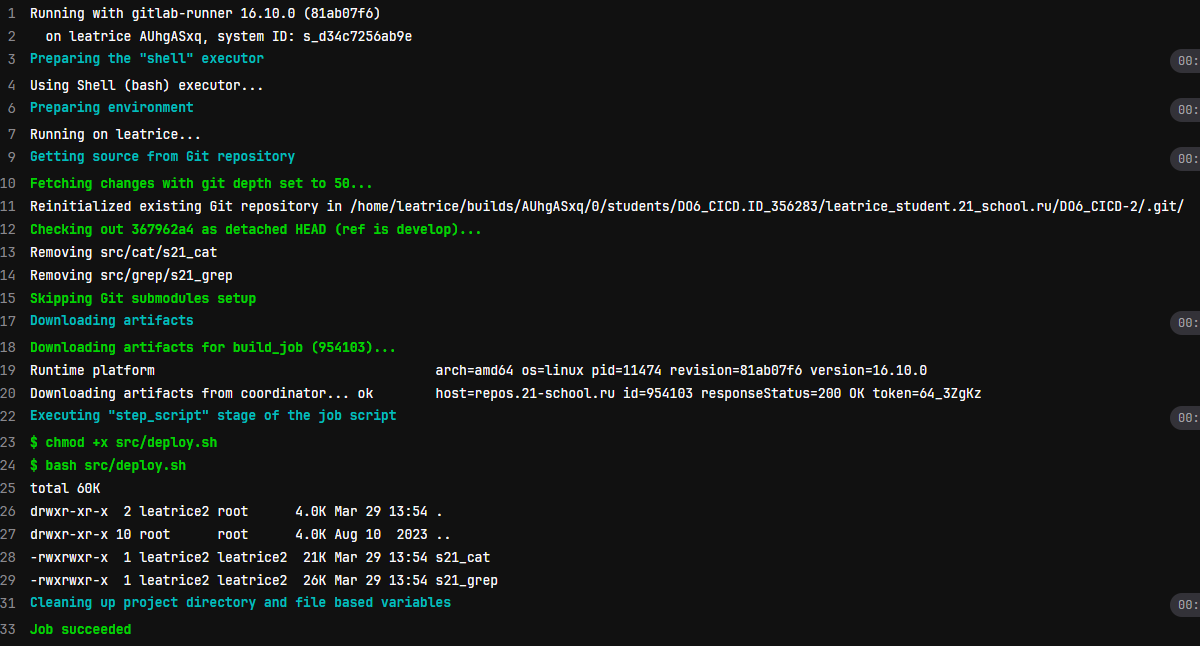 1 Running with gitlab-runner 16.10.0 (81ab07f6)
2 on leatrice AUhgASxq, system ID: s_d34c7256ab9e
3 Preparing the "shell" executor 00:
4 Using Shell (bash) executor...
6 Preparing environment 00:
7 Running on leatrice...
9 Getting source from Git repository 00:
10 Fetching changes with git depth set to 50...
11 Reinitialized existing Git repository in /home/leatrice/builds/AUhgASxq/0/students/DO6_CICD.ID_356283/leatrice_student.21_school.ru/DO6_CICD-2/.git/
12 Checking out 367962a4 as detached HEAD (ref is develop)...
13 Removing src/cat/s21_cat
14 Removing src/grep/s21_grep
15 Skipping Git submodules setup
17 Downloading artifacts 00:
18 Downloading artifacts for build_job (954103)...
19 Runtime platform arch=amd64 os=linux pid=11474 revision=81ab07f6 version=16.10.0
20 Downloading artifacts from coordinator... ok host=repos.21-school.ru id=954103 responseStatus=200 OK token=64_3ZgKz
22 Executing "step_script" stage of the job script 00:
23 $ chmod +x src/deploy.sh
24 $ bash src/deploy.sh
25 total 60K
26 drwxr-xr-x 2 leatrice2 root 4.0K Mar 29 13:54 .
27 drwxr-xr-x 10 root root 4.0K Aug 10 2023 ..
28 -rwxrwxr-x 1 leatrice2 leatrice2 21K Mar 29 13:54 s21_cat
29 -rwxrwxr-x 1 leatrice2 leatrice2 26K Mar 29 13:54 s21_grep
31 Cleaning up project directory and file based variables 00:
33 Job succeeded